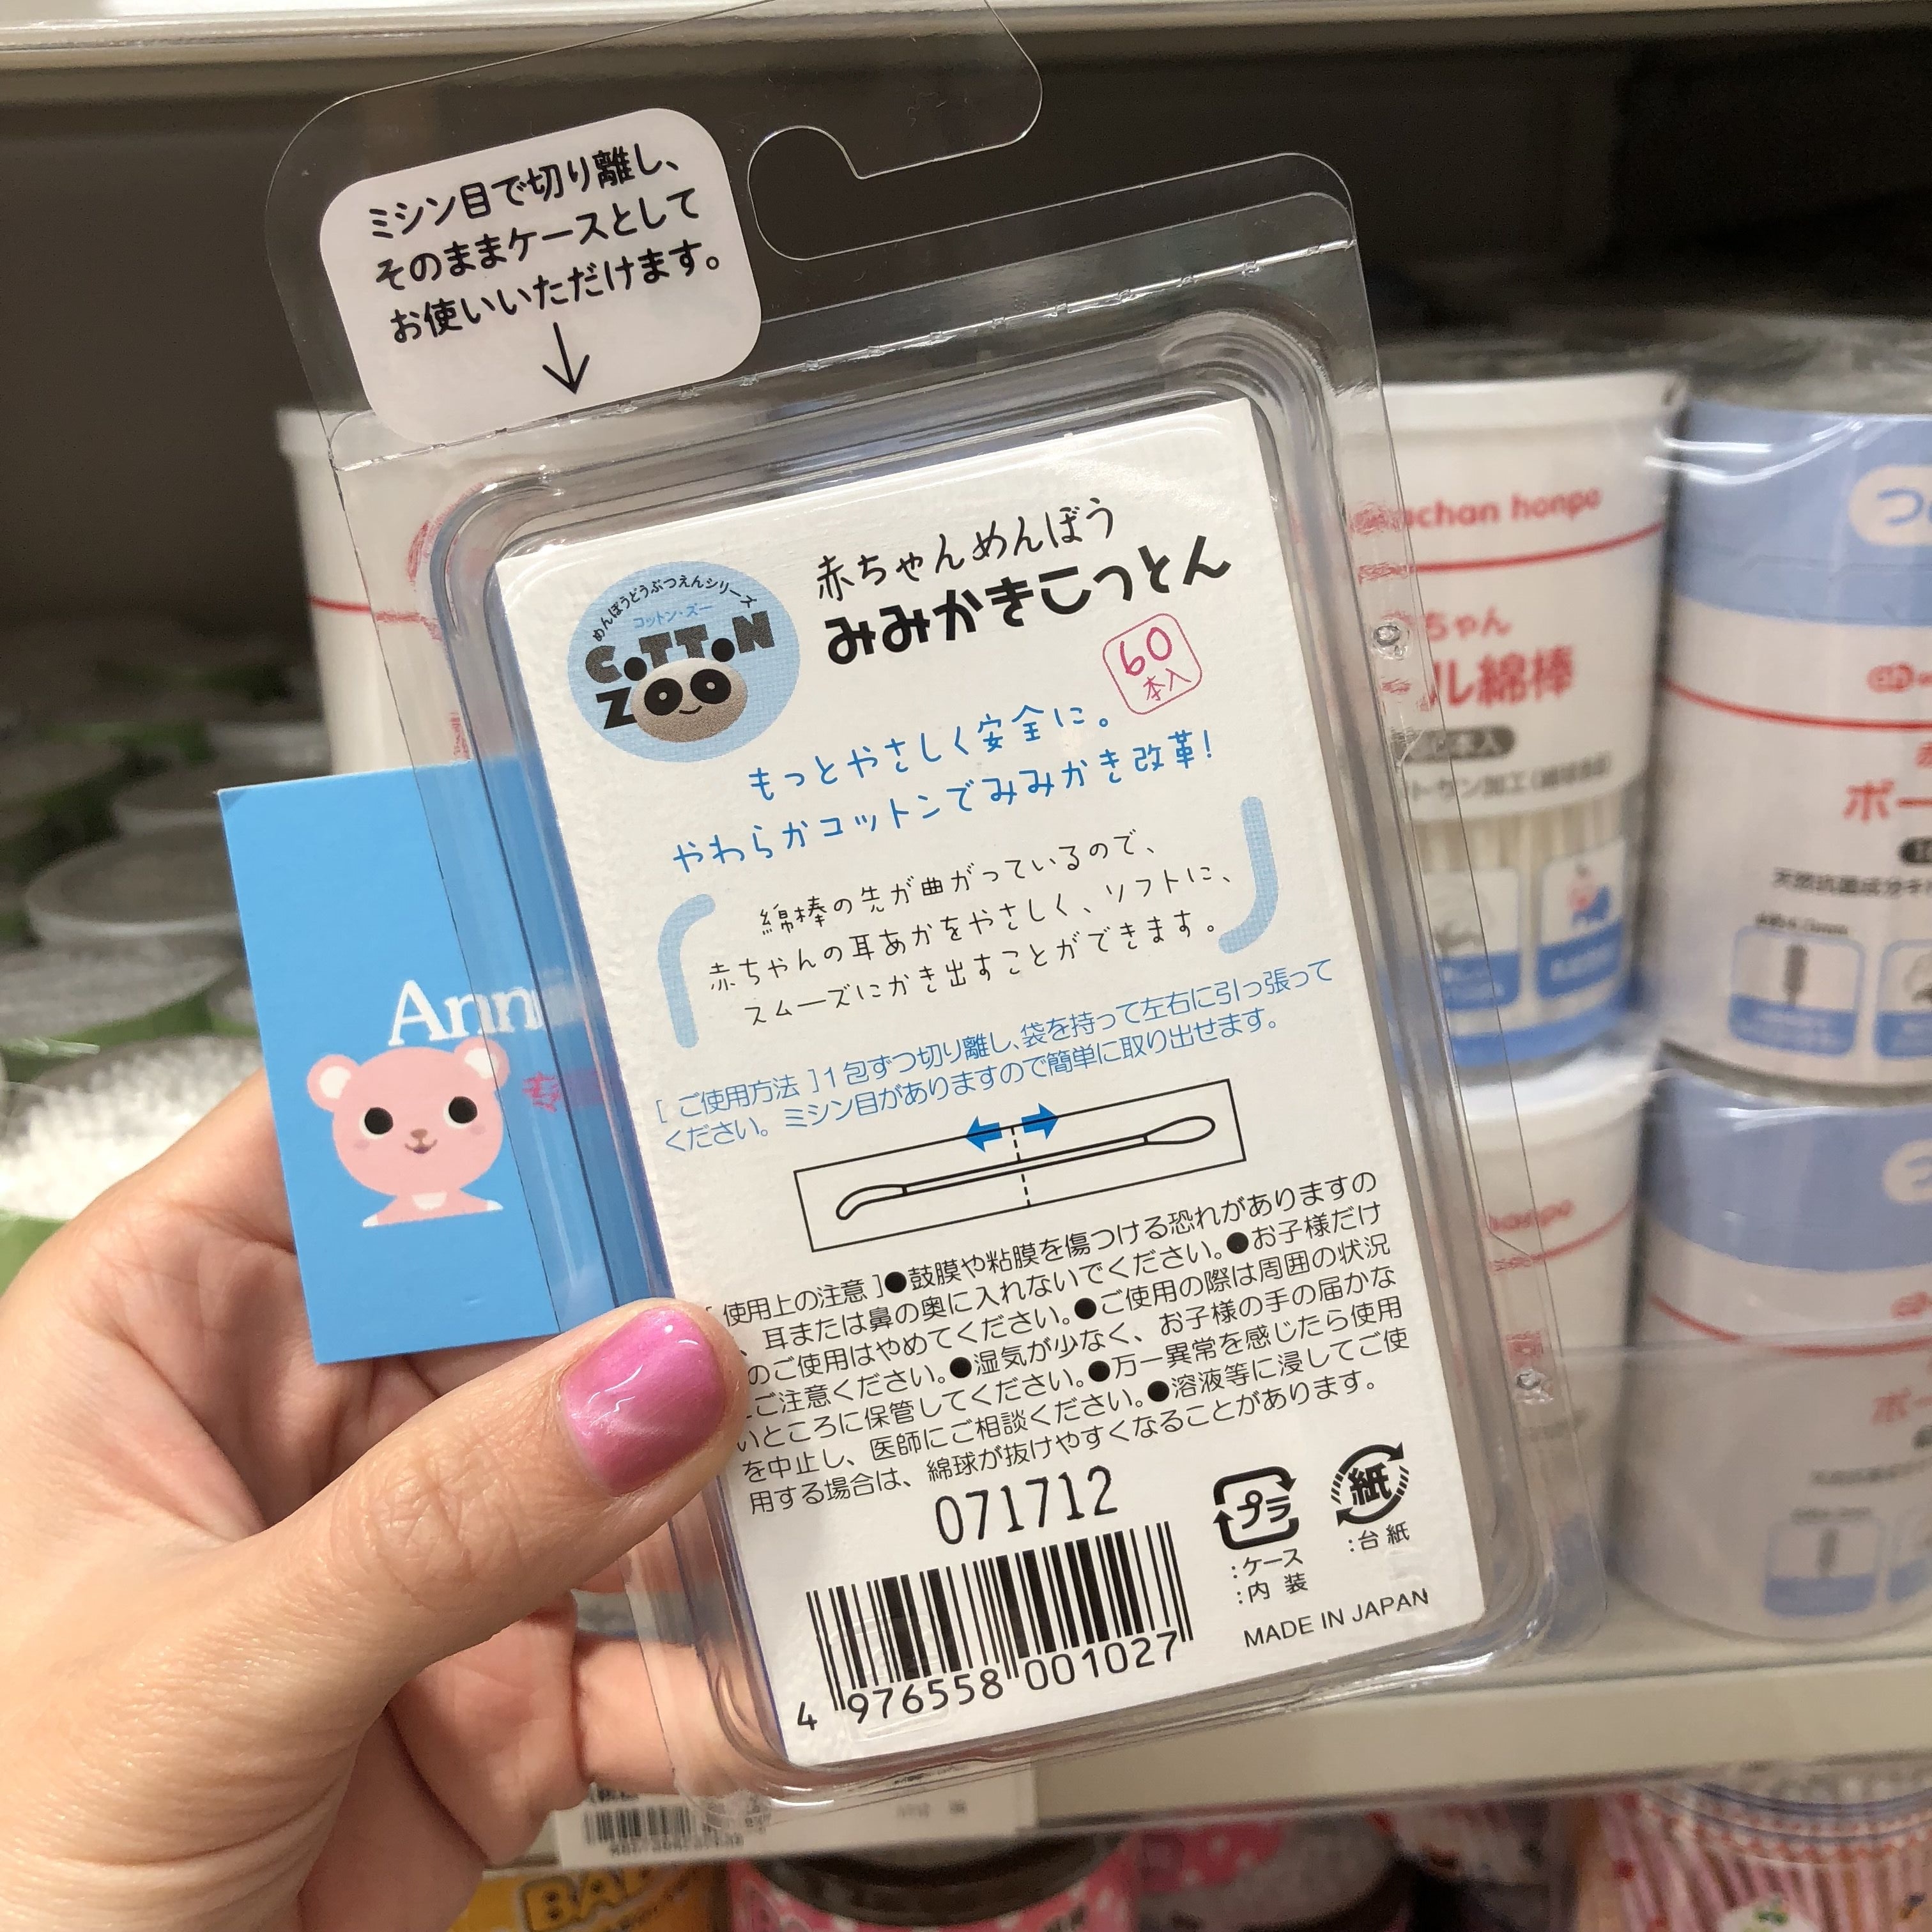 ミシン目で切り離し、
そのままケースとして
お使いいただけます。
めんぼうどうぶつえんシリーズ
コットン・ズー
COTTON
ZOO
赤ちゃんめんぼう
みみかきこっとん
60
本入
もっとやさしく安全に。
やわらかコットンでみみかき改革!
綿棒の先が曲がっているので、
赤ちゃんの耳あかをやさしく、ソフトに、
スムーズにかき出すことができます。
[ご使用方法]1包ずつ切り離し、袋を持って左右に引っ張って
ください。ミシン目がありますので簡単に取り出せます。
使用上の注意]●鼓膜や粘膜を傷つける恐れがありますの
、耳または鼻の奥に入れないでください。●お子様だけ
のご使用はやめてください。●ご使用の際は周囲の状況
ご注意ください。●湿気が少なく、お子様の手の届かな
いところに保管してください。●万一異常を感じたら使用
を中止し、医師にご相談ください。●溶液等に浸してご使
用する場合は、綿球が抜けやすくなることがあります。
071712
プラ
:ケース
:内装
紙
:台紙
MADE IN JAPAN
4 976558 001027
Ann
chan honpo
ちゃん
ル綿棒
本入
ポー
天然抗菌成分キ